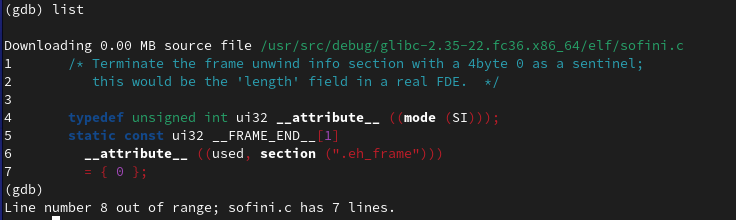 (gdb) list

Downloading 0.00 MB source file /usr/src/debug/glibc-2.35-22.fc36.x86_64/elf/sofini.c
1       /* Terminate the frame unwind info section with a 4byte 0 as a sentinel;
2          this would be the 'length' field in a real FDE.  */
3
4       typedef unsigned int ui32 __attribute__ ((mode (SI)));
5       static const ui32 __FRAME_END__[1]
6         __attribute__ ((used, section (".eh_frame")))
7         = { 0 };
(gdb)
Line number 8 out of range; sofini.c has 7 lines.